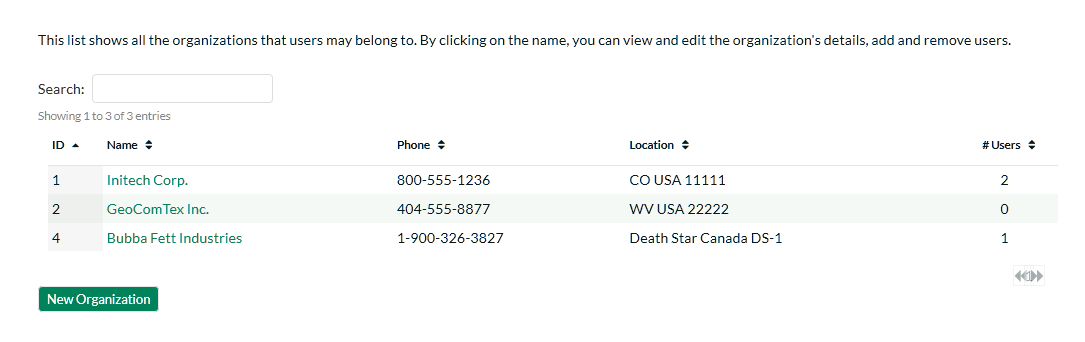 This list shows all the organizations that users may belong to. By clicking on the name, you can view and edit the organization's details, add and remove users.
Search:
Showing 1 to 3 of 3 entries
ID Name Phone Location # Users
1 Initech Corp. 800-555-1236 CO USA 11111 2
2 GeoComTex Inc. 404-555-8877 WV USA 22222 0
4 Bubba Fett Industries 1-900-326-3827 Death Star Canada DS-1 1
1
New Organization